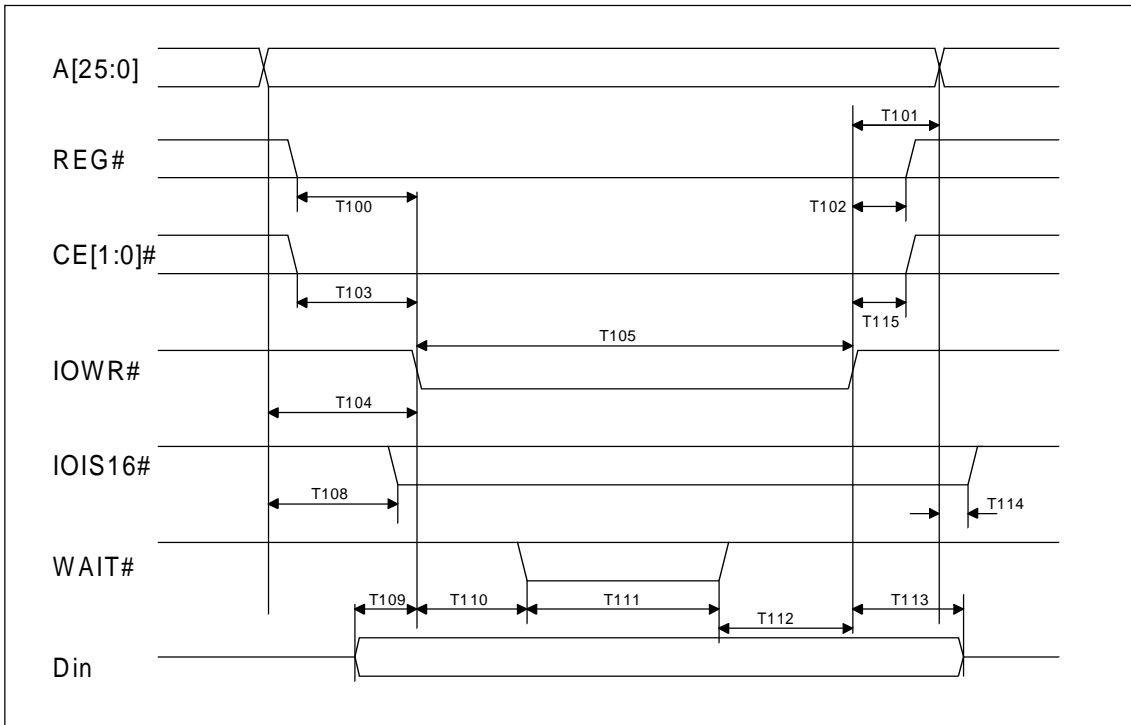 A[25:0]
T101
REG#
T100
T102
CE[1:0]#
T103
T115
T105
IOWR#
T104
IOIS16#
T108
T114
WAIT#
T109
T110
T111
T112
T113
Din